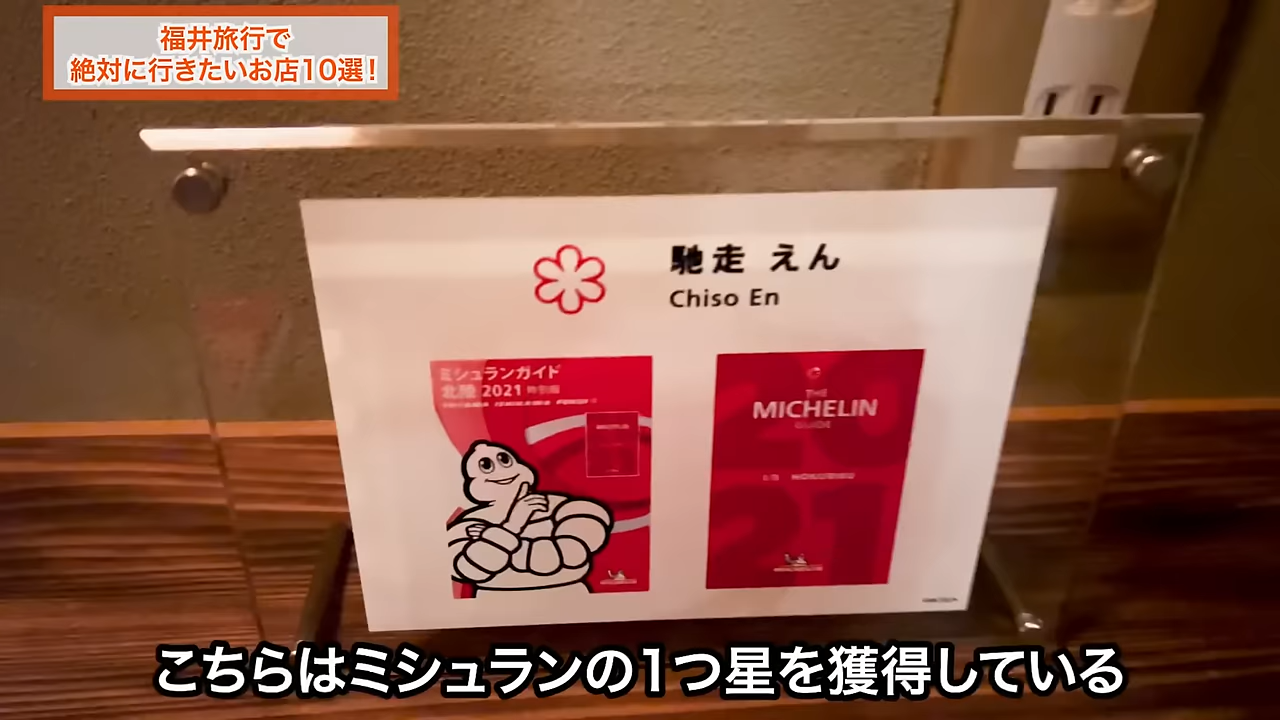 福井旅行で
絶対に行きたいお店10選!
馳走 えん
Chiso En
ミシュランガイド
北陸 2021 特別版
THE
MICHELIN
GUIDE
2021
こちらはミシュランの1つ星を獲得している